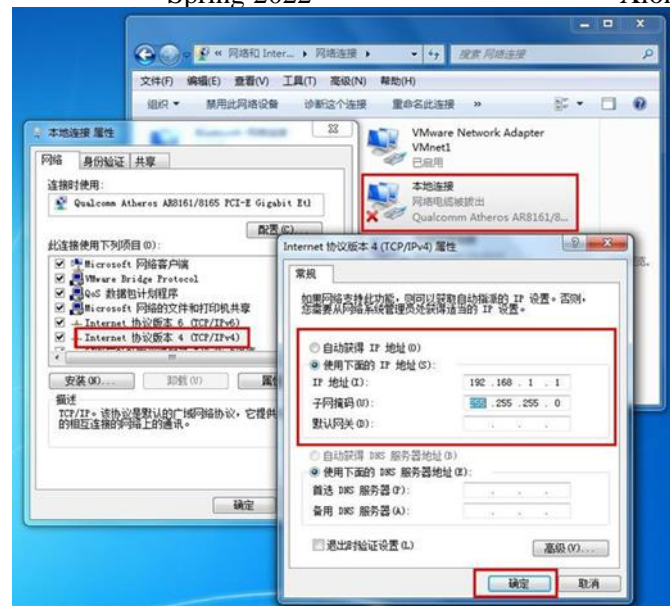 Spring 2022
网络和 Inter... ▸ 网络连接 ▸
搜索 网络连接
文件(F) 编辑(E) 查看(V) 工具(T) 高级(N) 帮助(H)
组织 ▾ 禁用此网络设备 诊断这个连接 重命名此连接 »
VMware Network Adapter
VMnet1
已启用
本地连接
网络电缆被拔出
Qualcomm Atheros AR8161/8...
本地连接 属性
网络 身份验证 共享
连接时使用:
Qualcomm Atheros AR8161/8165 PCI-E Gigabit Etl
配置(C)...
此连接使用下列项目(O):
Microsoft 网络客户端
VMware Bridge Protocol
QoS 数据包计划程序
Microsoft 网络的文件和打印机共享
Internet 协议版本 6 (TCP/IPv6)
Internet 协议版本 4 (TCP/IPv4)
安装(N)... 卸载(U) 属
描述
TCP/IP。该协议是默认的广域网络协议，它提供
的相互连接的网络上的通讯。
确定
Internet 协议版本 4 (TCP/IPv4) 属性
常规
如果网络支持此功能，则可以获取自动指派的 IP 设置。否则，
您需要从网络系统管理员处获得适当的 IP 设置。
自动获得 IP 地址(O)
使用下面的 IP 地址(S):
IP 地址(I): 192 .168 . 1 . 1
子网掩码(U): 255 .255 .255 . 0
默认网关(D): . . .
自动获得 DNS 服务器地址(B)
使用下面的 DNS 服务器地址(E):
首选 DNS 服务器(P): . . .
备用 DNS 服务器(A): . . .
退出时验证设置(L)
高级(V)...
确定 取消